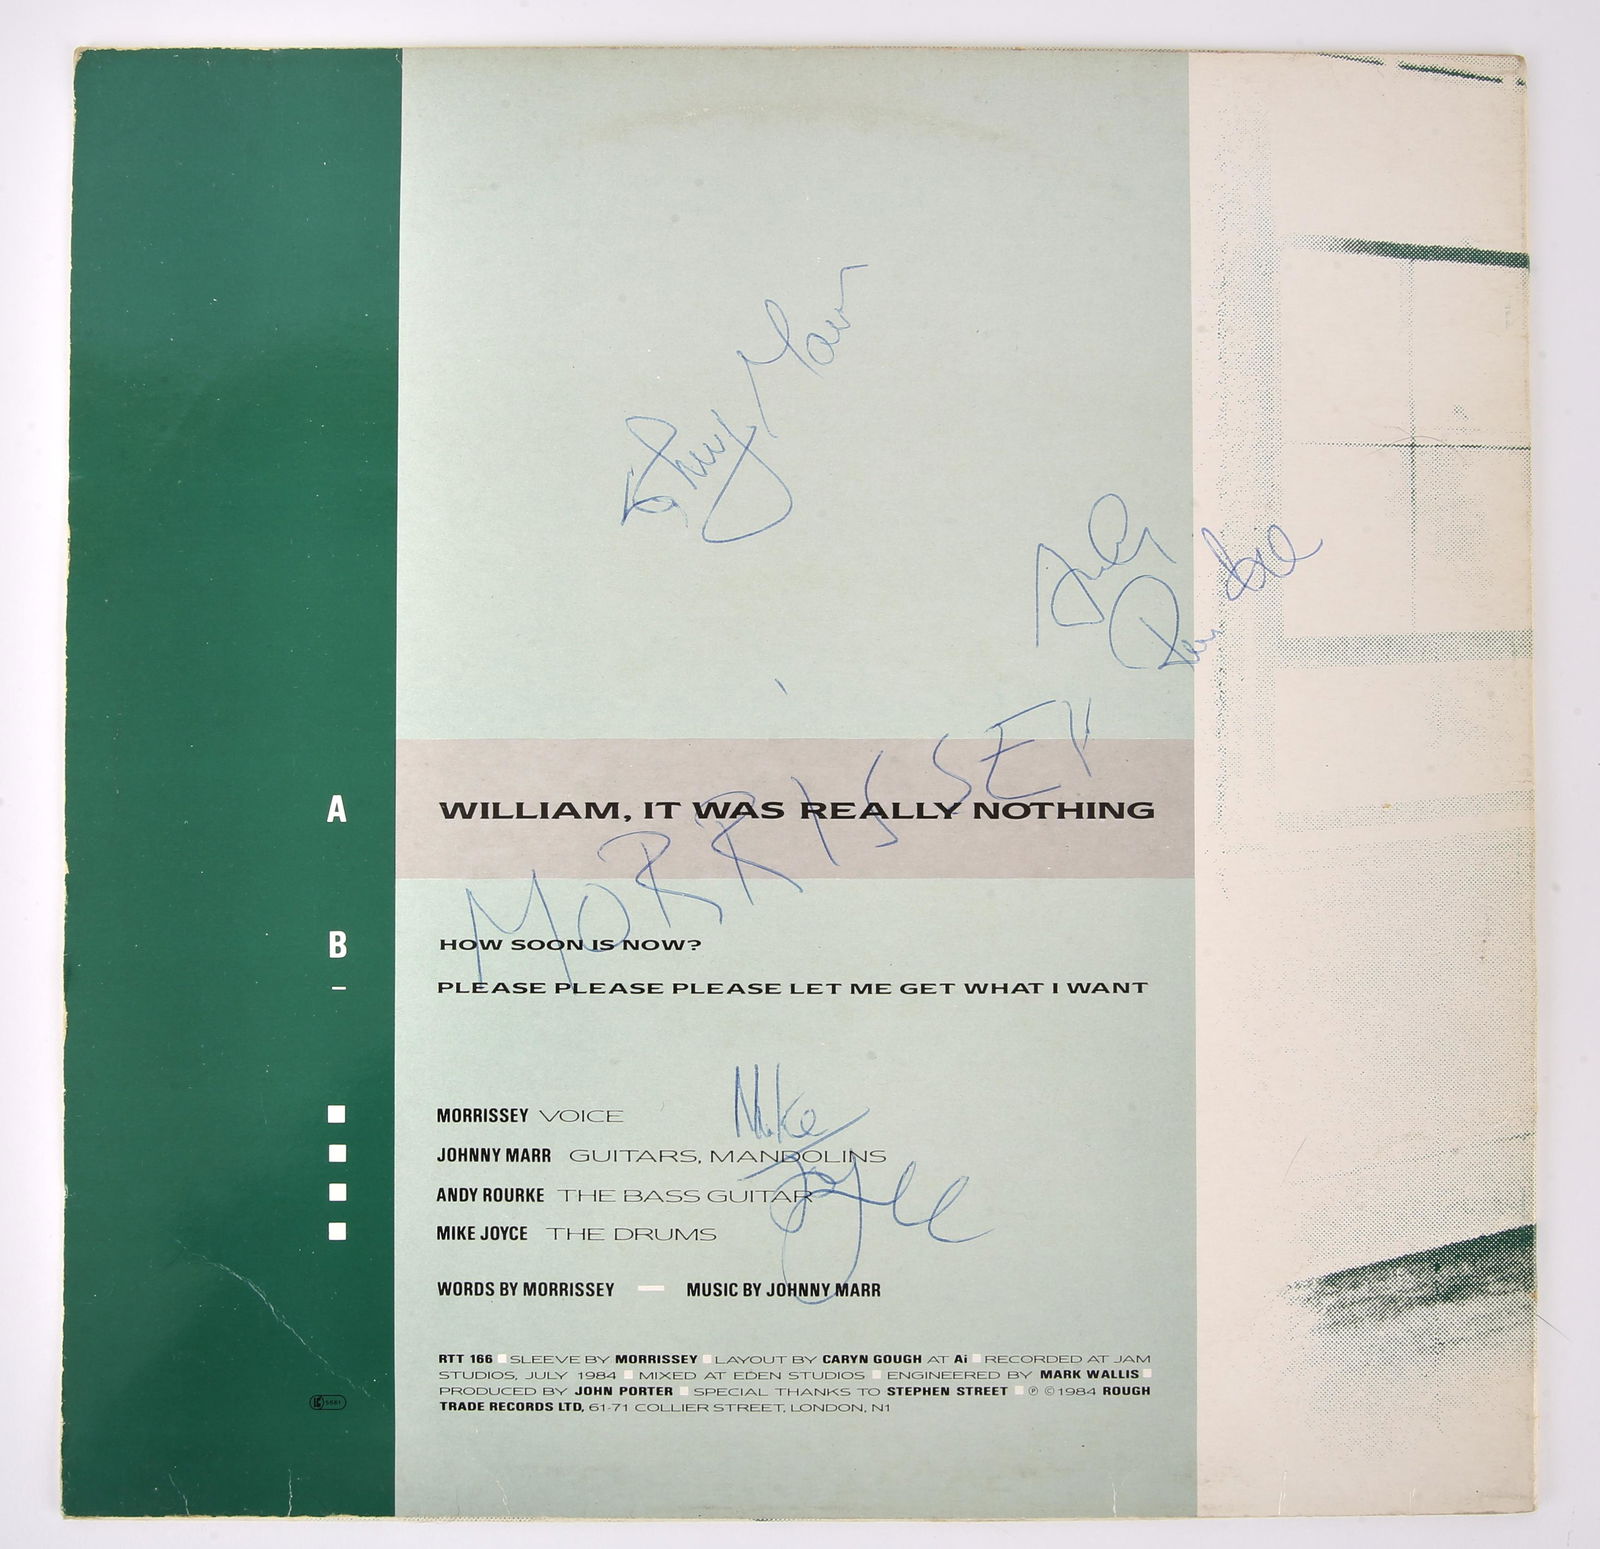 Johnny Marr
Andy
Rourke
MORRISSEY
A WILLIAM, IT WAS REALLY NOTHING
B HOW SOON IS NOW?
– PLEASE PLEASE PLEASE LET ME GET WHAT I WANT
Mike
Joyce
MORRISSEY VOICE
JOHNNY MARR GUITARS, MANDOLINS
ANDY ROURKE THE BASS GUITAR
MIKE JOYCE THE DRUMS
WORDS BY MORRISSEY — MUSIC BY JOHNNY MARR
RTT 166 ■ SLEEVE BY MORRISSEY ■ LAYOUT BY CARYN GOUGH AT Ai ■ RECORDED AT JAM
STUDIOS, JULY 1984 ■ MIXED AT EDEN STUDIOS ■ ENGINEERED BY MARK WALLIS ■
PRODUCED BY JOHN PORTER ■ SPECIAL THANKS TO STEPHEN STREET ■ ℗ © 1984 ROUGH
TRADE RECORDS LTD, 61-71 COLLIER STREET, LONDON, N1